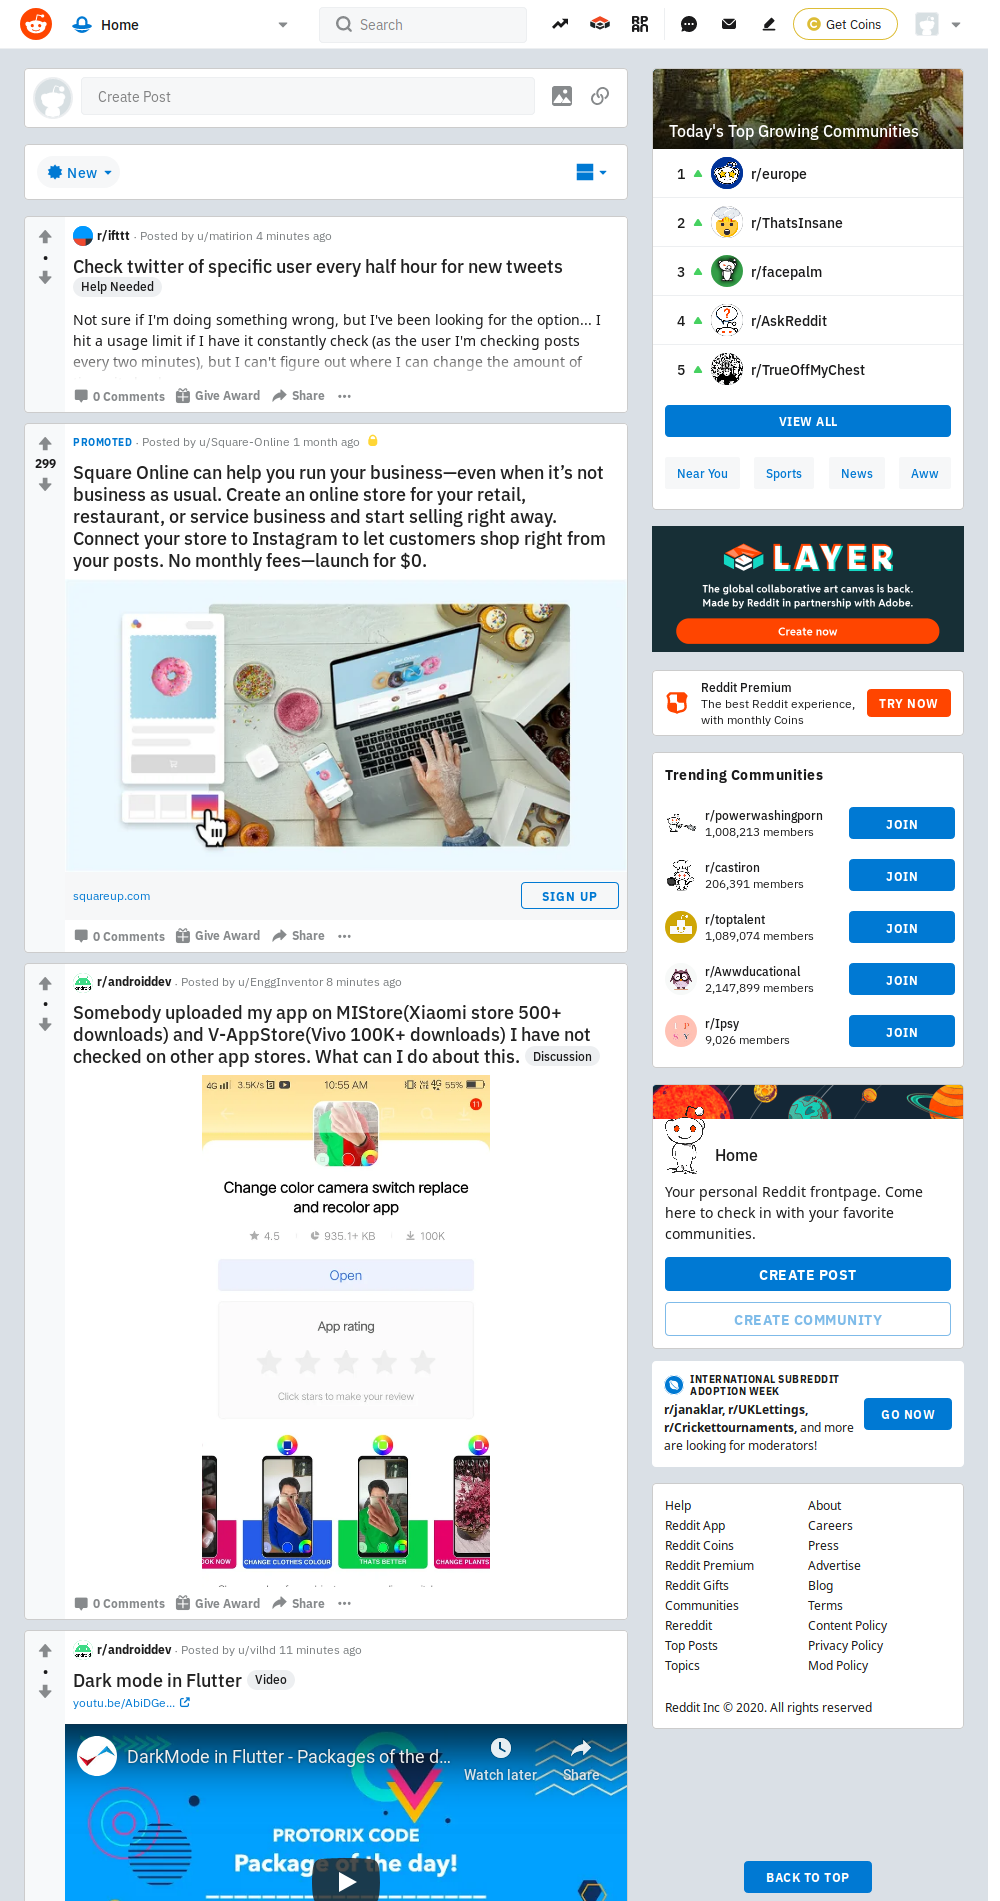 Home
Search
Get Coins
Create Post
New
r/ifttt · Posted by u/matirion 4 minutes ago
Check twitter of specific user every half hour for new tweets
Help Needed
Not sure if I'm doing something wrong, but I've been looking for the option... I
hit a usage limit if I have it constantly check (as the user I'm checking posts
every two minutes), but I can't figure out where I can change the amount of
0 Comments Give Award Share
299
PROMOTED · Posted by u/Square-Online 1 month ago
Square Online can help you run your business—even when it’s not
business as usual. Create an online store for your retail,
restaurant, or service business and start selling right away.
Connect your store to Instagram to let customers shop right from
your posts. No monthly fees—launch for $0.
squareup.com
SIGN UP
0 Comments Give Award Share
r/androiddev · Posted by u/EnggInventor 8 minutes ago
Somebody uploaded my app on MIStore(Xiaomi store 500+
downloads) and V-AppStore(Vivo 100K+ downloads) I have not
checked on other app stores. What can I do about this. Discussion
4G 3.5K/s 10:55 AM 4G 55%
11
Change color camera switch replace
and recolor app
4.5 935.1+ KB 100K
Open
App rating
Click stars to make your review
OOK NOW CHANGE CLOTHES COLOUR THATS BETTER CHANGE PLANTS
0 Comments Give Award Share
r/androiddev · Posted by u/vilhd 11 minutes ago
Dark mode in Flutter Video
youtu.be/AbiDGe...
DarkMode in Flutter - Packages of the d...
Watch later Share
PROTORIX CODE
Package of the day!
Today's Top Growing Communities
1 r/europe
2 r/ThatsInsane
3 r/facepalm
4 r/AskReddit
5 r/TrueOffMyChest
VIEW ALL
Near You Sports News Aww
LAYER
The global collaborative art canvas is back.
Made by Reddit in partnership with Adobe.
Create now
Reddit Premium
The best Reddit experience,
with monthly Coins
TRY NOW
Trending Communities
r/powerwashingporn
1,008,213 members
JOIN
r/castiron
206,391 members
JOIN
r/toptalent
1,089,074 members
JOIN
r/Awwducational
2,147,899 members
JOIN
r/Ipsy
9,026 members
JOIN
Home
Your personal Reddit frontpage. Come
here to check in with your favorite
communities.
CREATE POST
CREATE COMMUNITY
INTERNATIONAL SUBREDDIT
ADOPTION WEEK
r/janaklar, r/UKLettings,
r/Crickettournaments, and more
are looking for moderators!
GO NOW
Help About
Reddit App Careers
Reddit Coins Press
Reddit Premium Advertise
Reddit Gifts Blog
Communities Terms
Rereddit Content Policy
Top Posts Privacy Policy
Topics Mod Policy
Reddit Inc © 2020. All rights reserved
BACK TO TOP